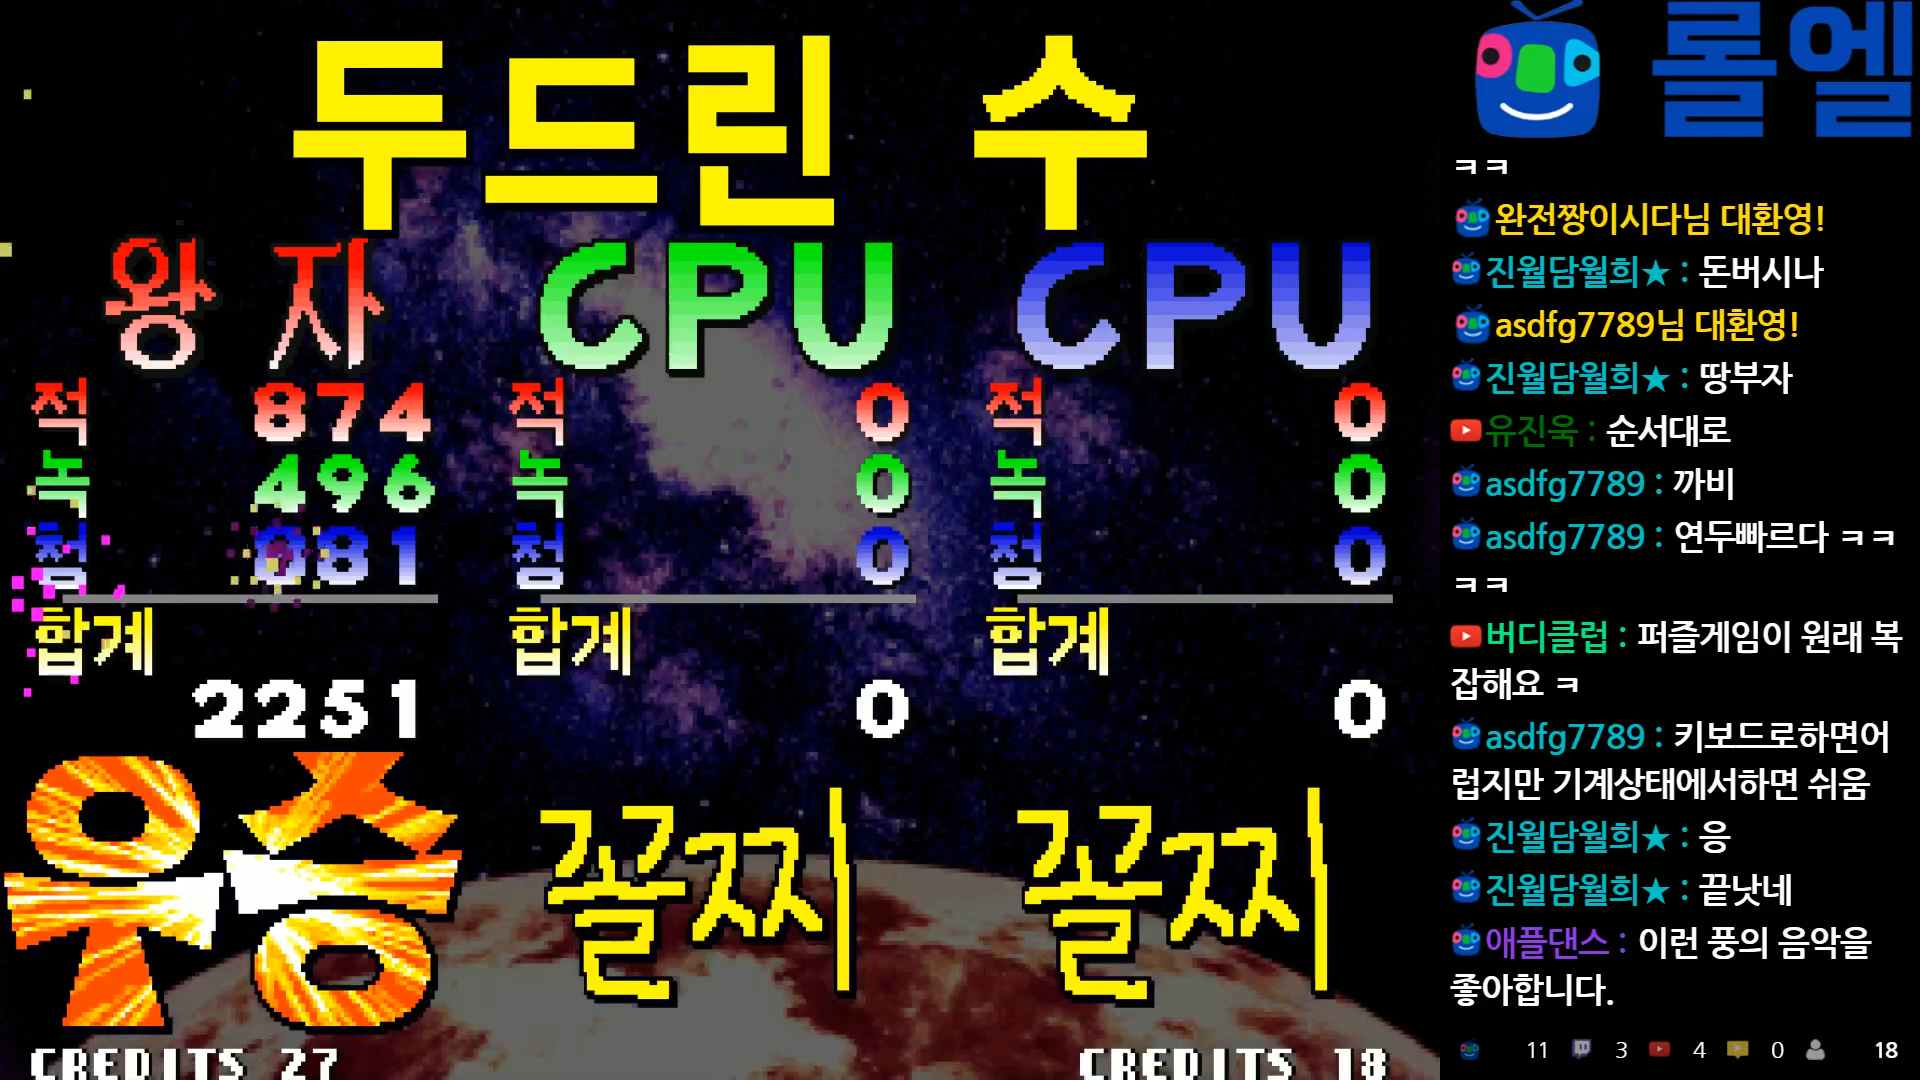 두드린 수
왕자 CPU CPU
적 874 적 0 적 0
녹 496 녹 0 녹 0
청 881 청 0 청 0
합계 합계 합계
2251 0 0
우승 꼴찌 꼴찌
CREDITS 27 CREDITS 18
롤엘
ㅋㅋ
완전짱이시다님 대환영!
진월담월희★ : 돈버시나
asdfg7789님 대환영!
진월담월희★ : 땅부자
유진욱 : 순서대로
asdfg7789 : 까비
asdfg7789 : 연두빠르다 ㅋㅋ
ㅋㅋ
버디클럽 : 퍼즐게임이 원래 복
잡해요 ㅋ
asdfg7789 : 키보드로하면어
럽지만 기계상태에서하면 쉬움
진월담월희★ : 응
진월담월희★ : 끝낫네
애플댄스 : 이런 풍의 음악을
좋아합니다.
11 3 4 0 18